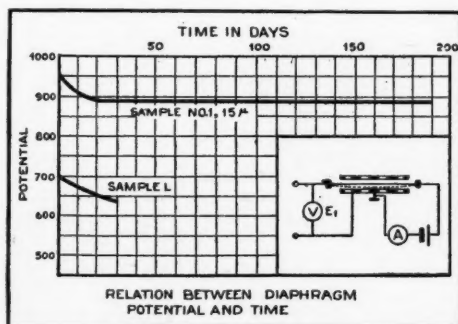 TIME IN DAYS
50 100 150 200
1000
900
800
700
600
500
POTENTIAL
SAMPLE NO.1, 15μ
SAMPLE L
V E₁
A
RELATION BETWEEN DIAPHRAGM
POTENTIAL AND TIME